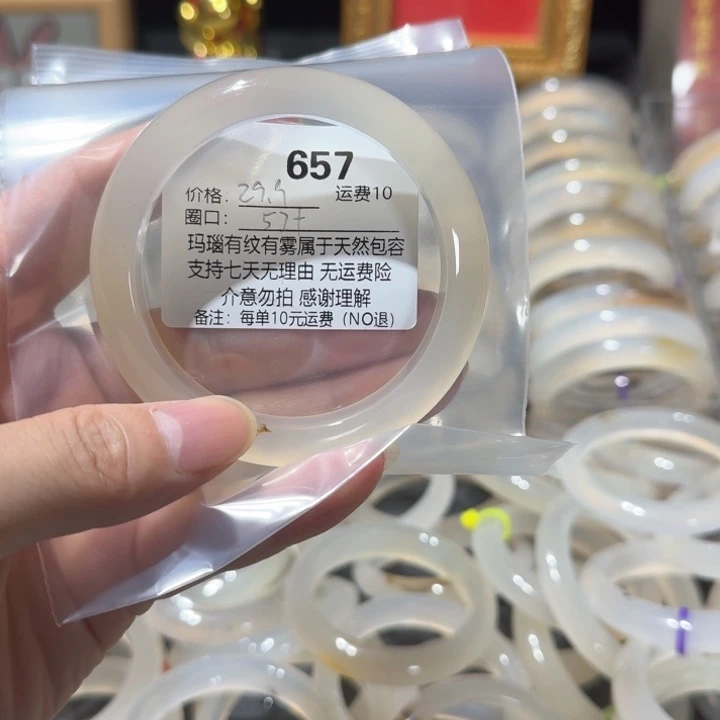 657
价格: 29.9 运费10
圈口: 57+
玛瑙有纹有雾属于天然包容
支持七天无理由 无运费险
介意勿拍 感谢理解
备注: 每单10元运费 (NO退)